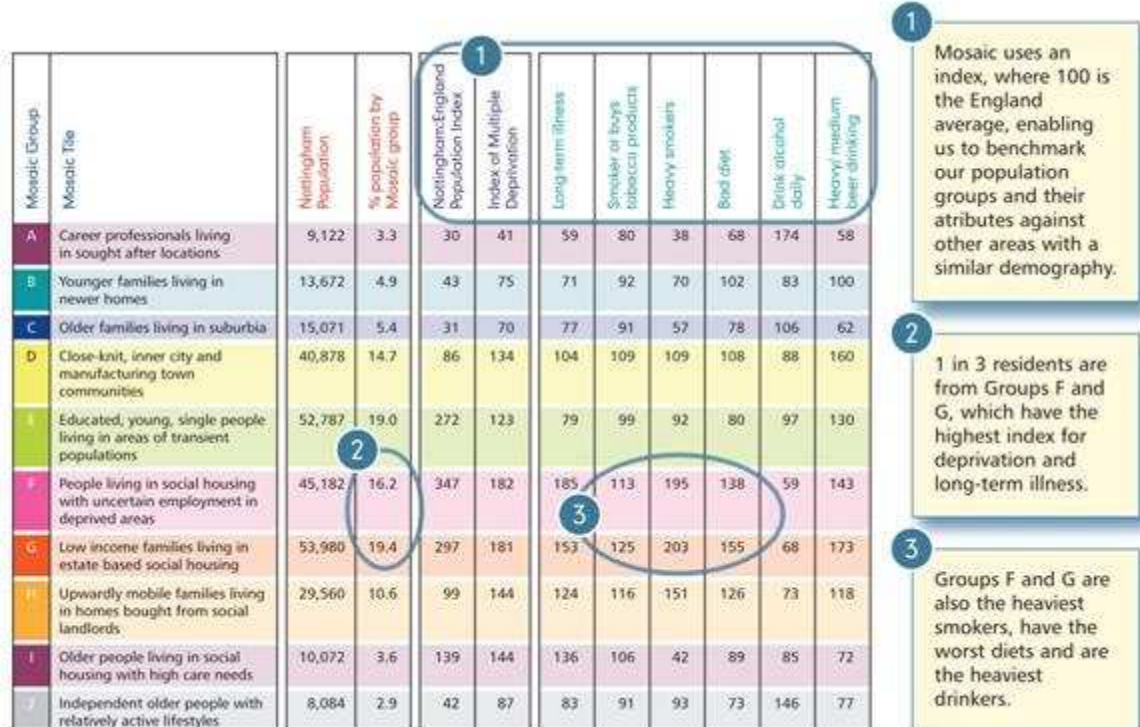 1
Mosaic Group
Mosaic Tile
Nottingham
Population
% population by
Mosaic group
Nottingham:England
Population Index
Index of Multiple
Deprivation
Long-term illness
Smoker or buys
tobacco products
Heavy smokers
Bad diet
Drink alcohol
daily
Heavy/ medium
beer drinking
A Career professionals living 9,122 3.3 30 41 59 80 38 68 174 58
in sought after locations
B Younger families living in 13,672 4.9 43 75 71 92 70 102 83 100
newer homes
C Older families living in suburbia 15,071 5.4 31 70 77 91 57 78 106 62
D Close-knit, inner city and 40,878 14.7 86 134 104 109 109 108 88 160
manufacturing town
communities
E Educated, young, single people 52,787 19.0 272 123 79 99 92 80 97 130
living in areas of transient
populations
2
F People living in social housing 45,182 16.2 347 182 185 113 195 138 59 143
with uncertain employment in
deprived areas
3
G Low income families living in 53,980 19.4 297 181 153 125 203 155 68 173
estate based social housing
H Upwardly mobile families living 29,560 10.6 99 144 124 116 151 126 73 118
in homes bought from social
landlords
I Older people living in social 10,072 3.6 139 144 136 106 42 89 85 72
housing with high care needs
J Independent older people with 8,084 2.9 42 87 83 91 93 73 146 77
relatively active lifestyles
1
Mosaic uses an
index, where 100 is
the England
average, enabling
us to benchmark
our population
groups and their
atributes against
other areas with a
similar demography.
2
1 in 3 residents are
from Groups F and
G, which have the
highest index for
deprivation and
long-term illness.
3
Groups F and G are
also the heaviest
smokers, have the
worst diets and are
the heaviest
drinkers.